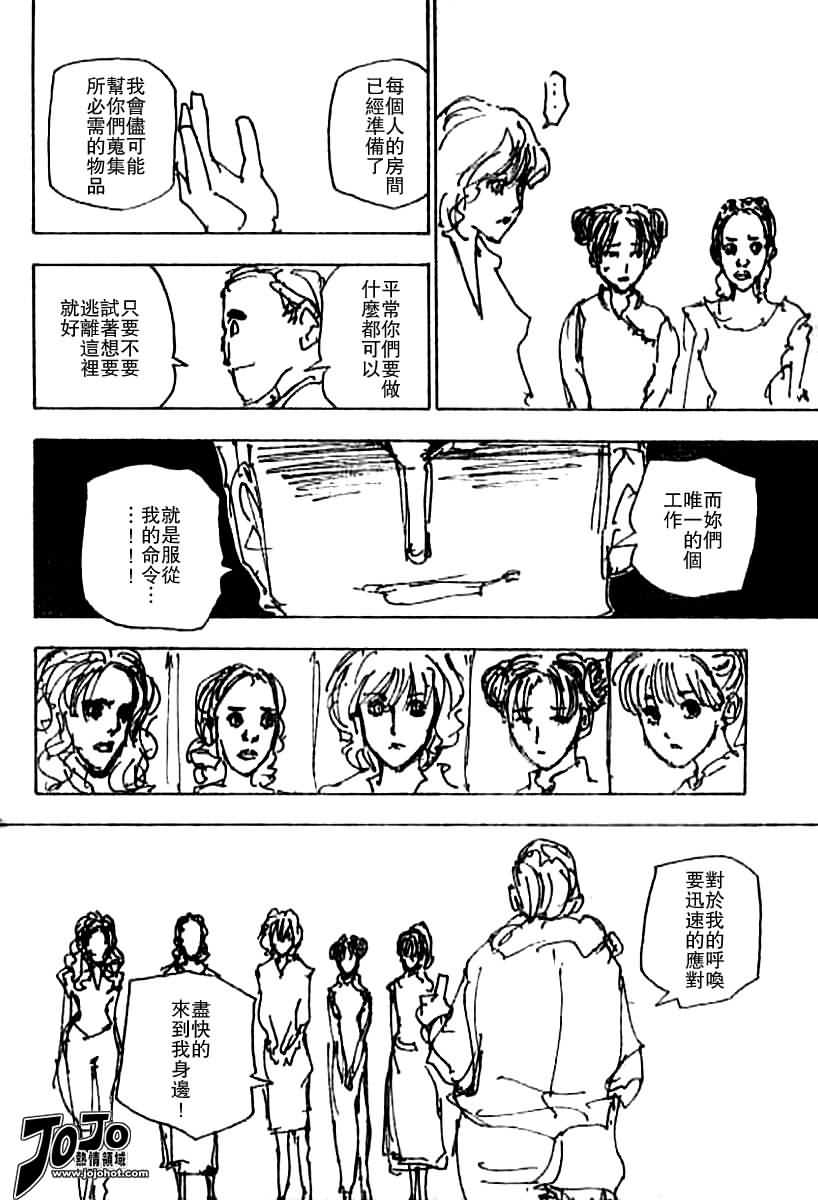 …
每個人的房間
已經準備了
我會儘可能
幫你們蒐集
所必需的物品
平常你們要做
什麼都可以
只要不要
試著想要
逃離這裡
就好
而妳們
唯一的個
工作
就是服從
我的命令…
…！！！
對於我的呼喚
要迅速的應對
盡快的
來到我身邊！
JoJo
熱情領域
www.jojohot.com